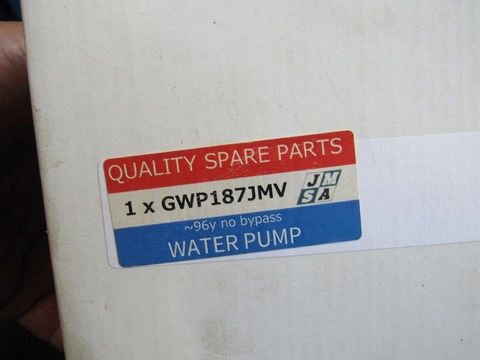 QUALITY SPARE PARTS
1 x GWP187JMV JM
SA
~96y no bypass
WATER PUMP